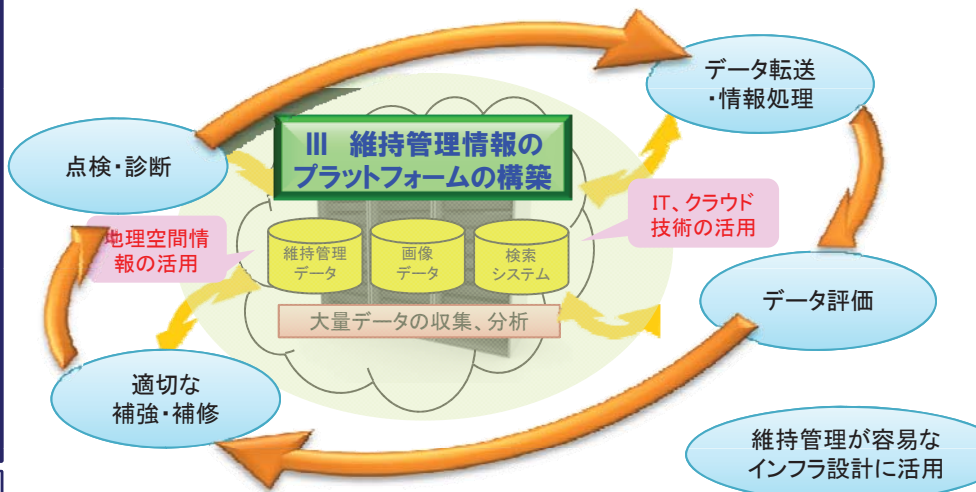 データ転送
・情報処理
III 維持管理情報の
プラットフォームの構築
点検・診断
IT、クラウド
技術の活用
地理空間情
報の活用
維持管理
データ
画像
データ
検索
システム
データ評価
大量データの収集、分析
適切な
補強・補修
維持管理が容易な
インフラ設計に活用